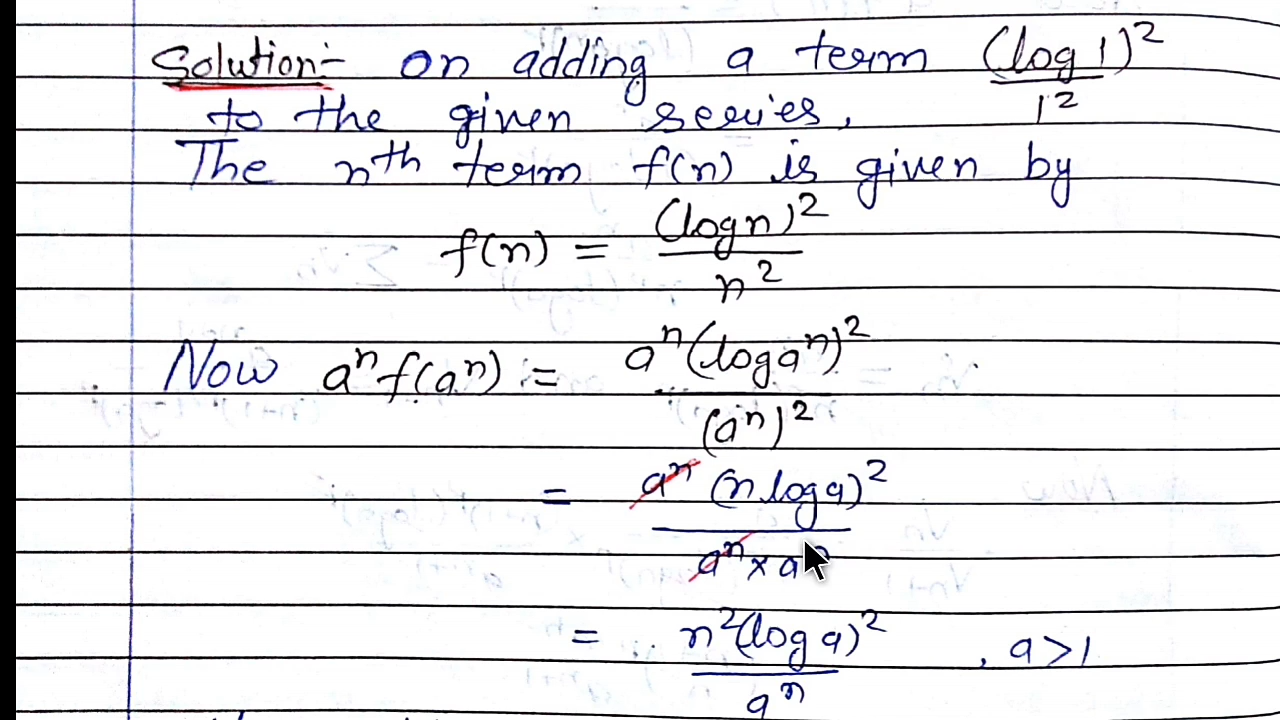 Solution:- on adding a term (log 1)² / 1²
to the given series,
The nth term f(n) is given by
f(n) = (log n)² / n²
Now aⁿ f(aⁿ) = aⁿ (log aⁿ)² / (aⁿ)²
= aⁿ (n log a)² / aⁿ × a
= n² (log a)² / aⁿ , a > 1